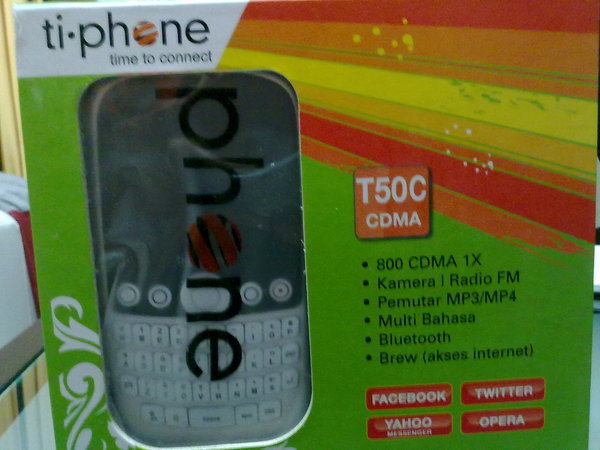 ti·phone
time to connect
phone
T50C
CDMA
• 800 CDMA 1X
• Kamera | Radio FM
• Pemutar MP3/MP4
• Multi Bahasa
• Bluetooth
• Brew (akses internet)
FACEBOOK
TWITTER
YAHOO
MESSENGER
OPERA